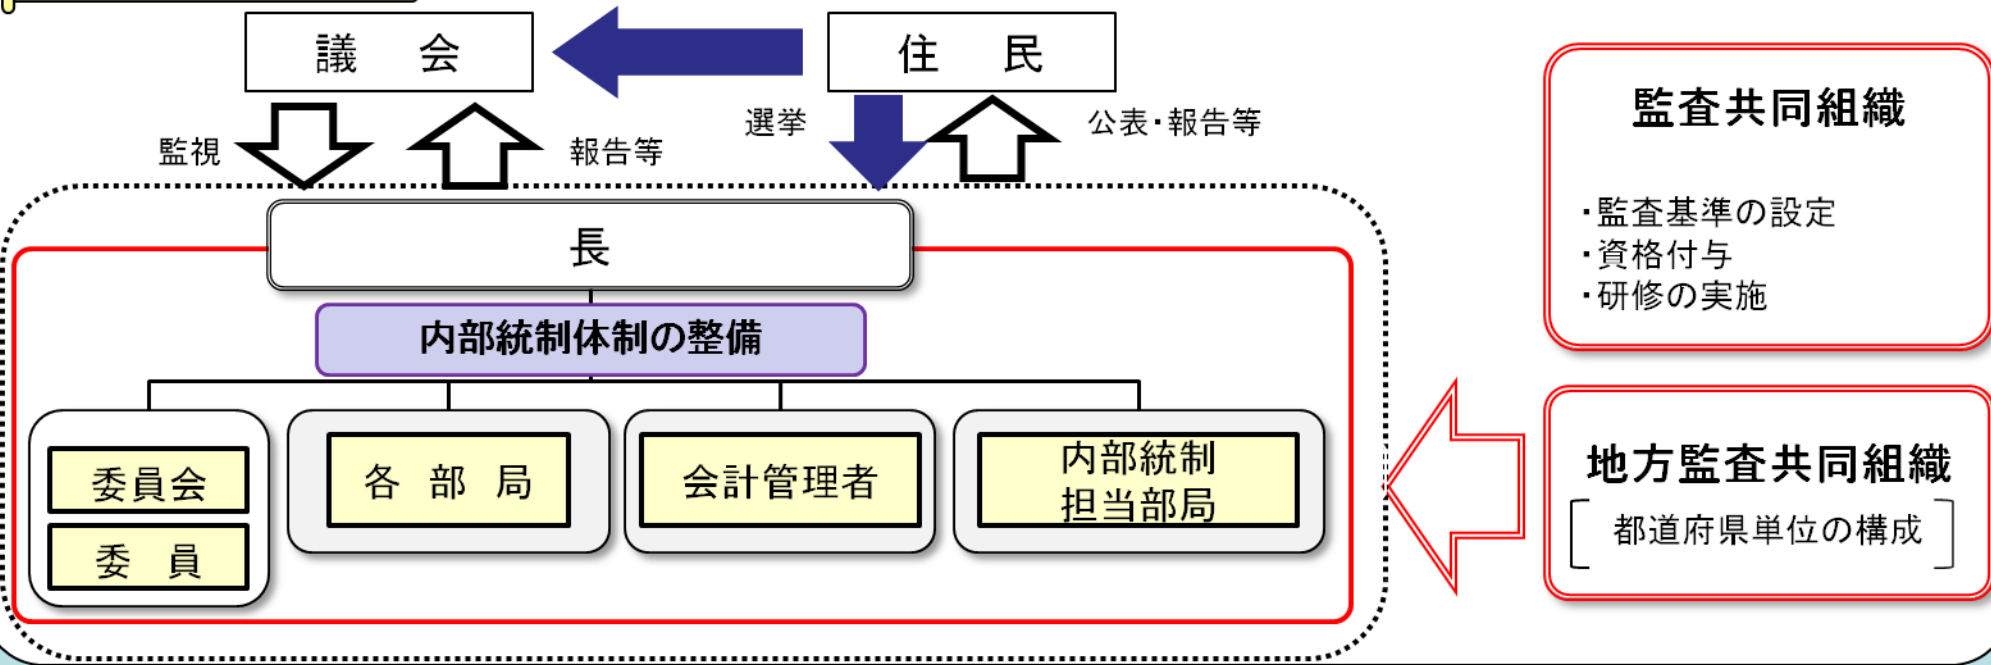 議　会
住　民
監視
報告等
選挙
公表・報告等
長
内部統制体制の整備
委員会
委　員
各 部 局
会計管理者
内部統制
担当部局
監査共同組織
・監査基準の設定
・資格付与
・研修の実施
地方監査共同組織
都道府県単位の構成